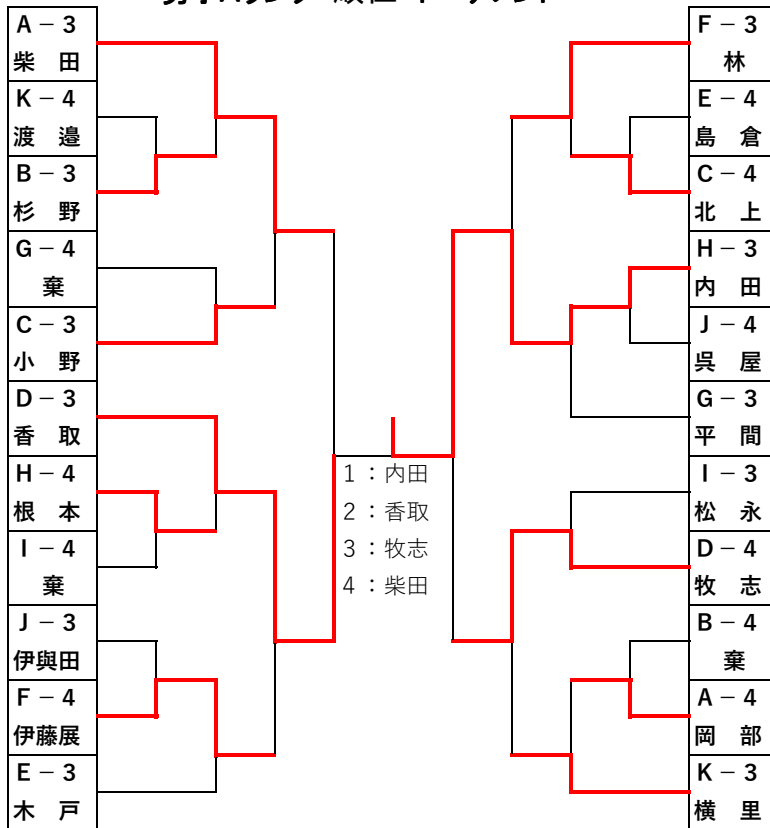 A－3
柴　田
K－4
渡　邉
B－3
杉　野
G－4
棄
C－3
小　野
D－3
香　取
H－4
根　本
I－4
棄
J－3
伊與田
F－4
伊藤展
E－3
木　戸
1：内田
2：香取
3：牧志
4：柴田
F－3
林
E－4
島　倉
C－4
北　上
H－3
内　田
J－4
呉　屋
G－3
平　間
I－3
松　永
D－4
牧　志
B－4
棄
A－4
岡　部
K－3
横　里